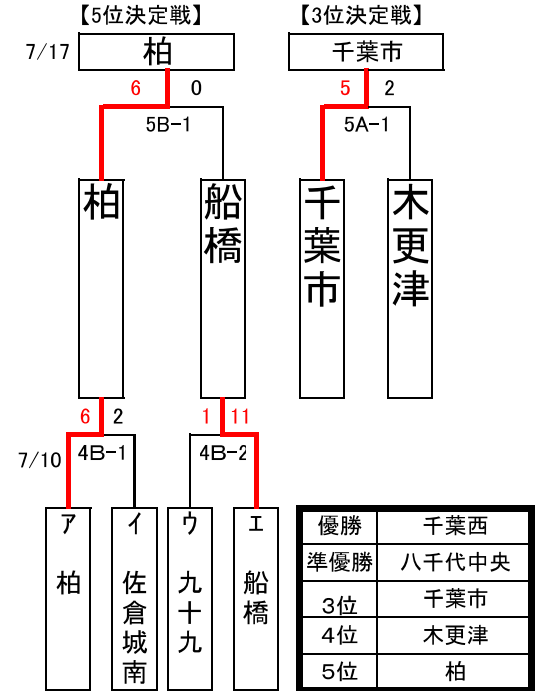 【5位決定戦】 【3位決定戦】
7/17 柏 千葉市
6 0 5 2
5B-1 5A-1
柏 船橋 千葉市 木更津
6 2 1 11
7/10 4B-1 4B-2
ア イ ウ エ
柏 佐倉城南 九十九 船橋
優勝 千葉西
準優勝 八千代中央
3位 千葉市
4位 木更津
5位 柏